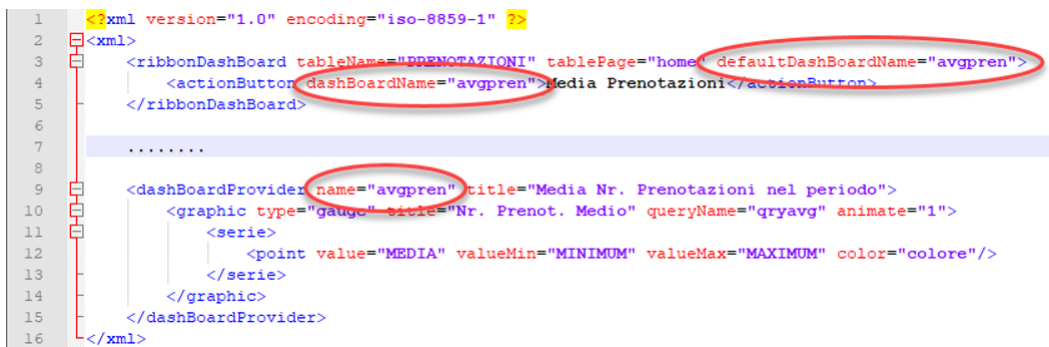 1 <?xml version="1.0" encoding="iso-8859-1" ?>
2 <xml>
3 <ribbonDashBoard tableName="PRENOTAZIONI" tablePage="home" defaultDashBoardName="avgpren">
4 <actionButton dashBoardName="avgpren">Media Prenotazioni</actionButton>
5 </ribbonDashBoard>
6
7 ........
8
9 <dashBoardProvider name="avgpren" title="Media Nr. Prenotazioni nel periodo">
10 <graphic type="gauge" title="Nr. Prenot. Medio" queryName="qryavg" animate="1">
11 <serie>
12 <point value="MEDIA" valueMin="MINIMUM" valueMax="MAXIMUM" color="colore"/>
13 </serie>
14 </graphic>
15 </dashBoardProvider>
16 </xml>